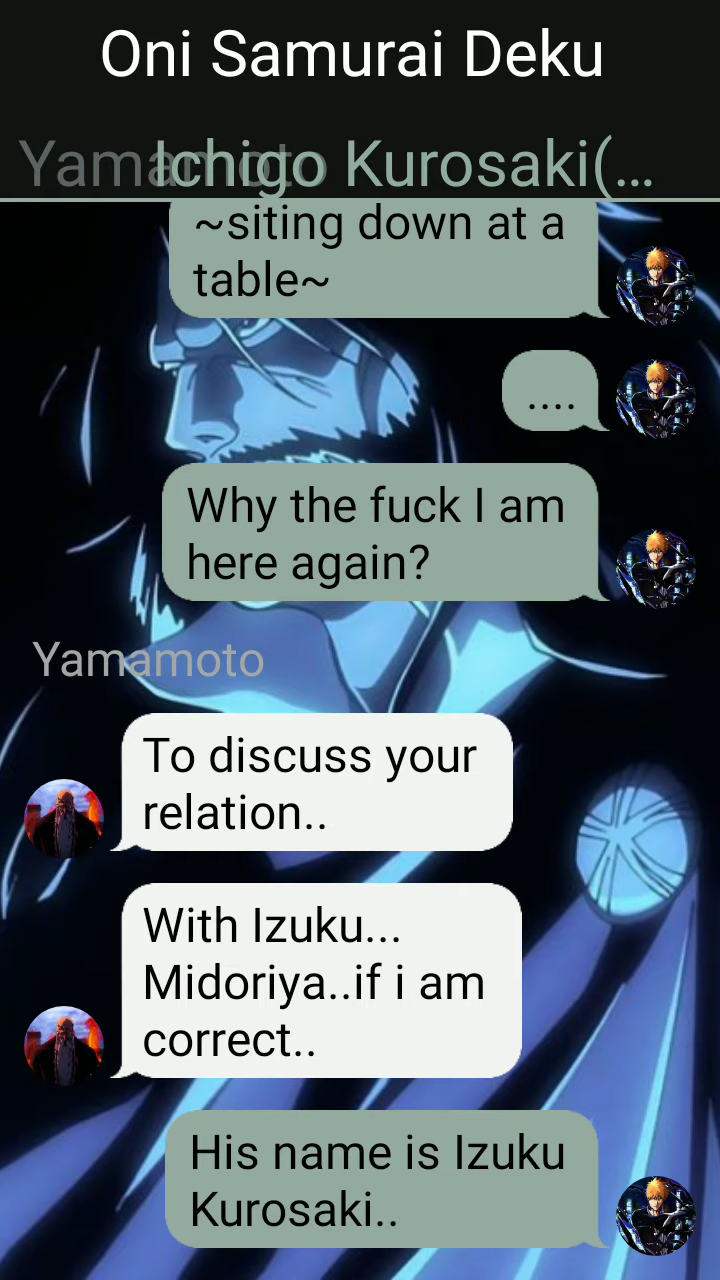 Oni Samurai Deku
Yamamoto
Ichigo Kurosaki(...
~siting down at a
table~
....
Why the fuck I am
here again?
Yamamoto
To discuss your
relation..
With Izuku...
Midoriya..if i am
correct..
His name is Izuku
Kurosaki..